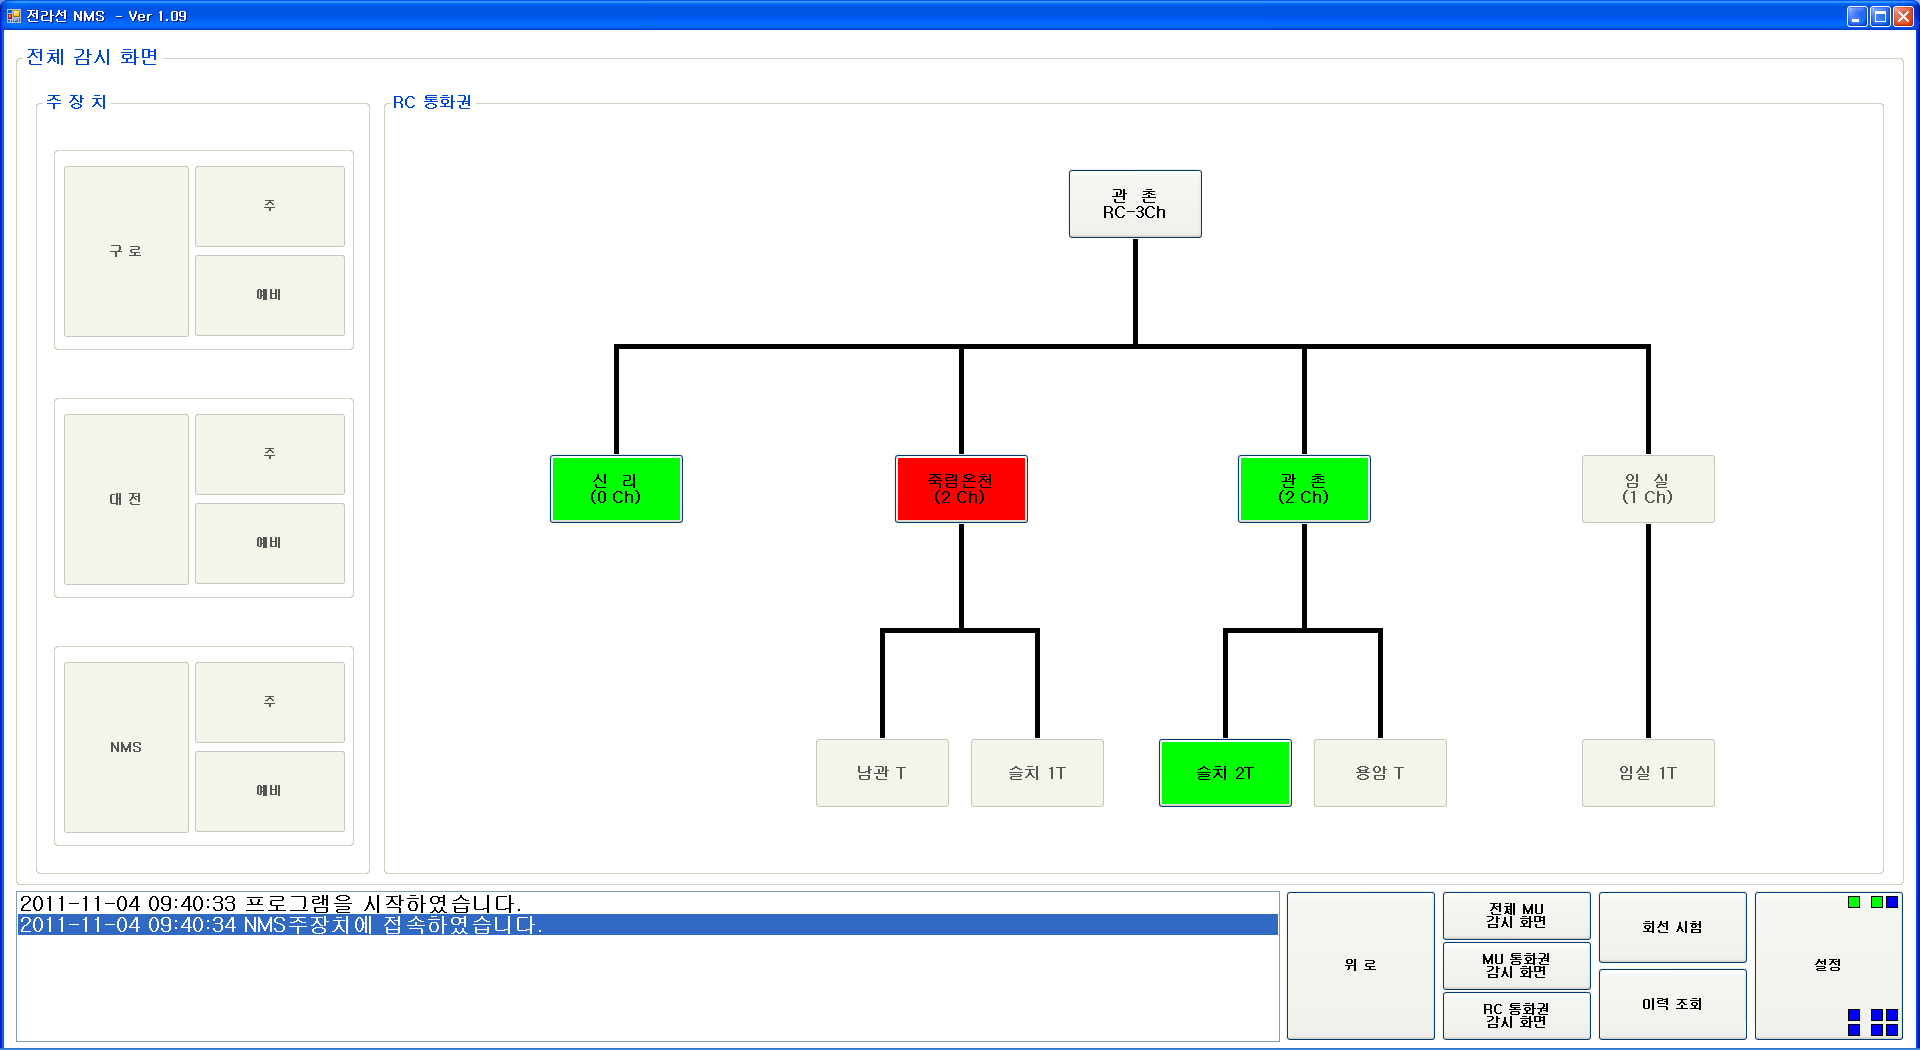 전라선 NMS - Ver 1.09
전체 감시 화면
주 장 치
RC 통화권
구 로
주
예비
대 전
주
예비
NMS
주
예비
관 촌
RC-3Ch
신 리
(0 Ch)
죽림온천
(2 Ch)
관 촌
(2 Ch)
임 실
(1 Ch)
남관 T
슬치 1T
슬치 2T
용암 T
임실 1T
2011-11-04 09:40:33 프로그램을 시작하였습니다.
2011-11-04 09:40:34 NMS주장치에 접속하였습니다.
위 로
전체 MU
감시 화면
MU 통화권
감시 화면
RC 통화권
감시 화면
회선 시험
이력 조회
설정